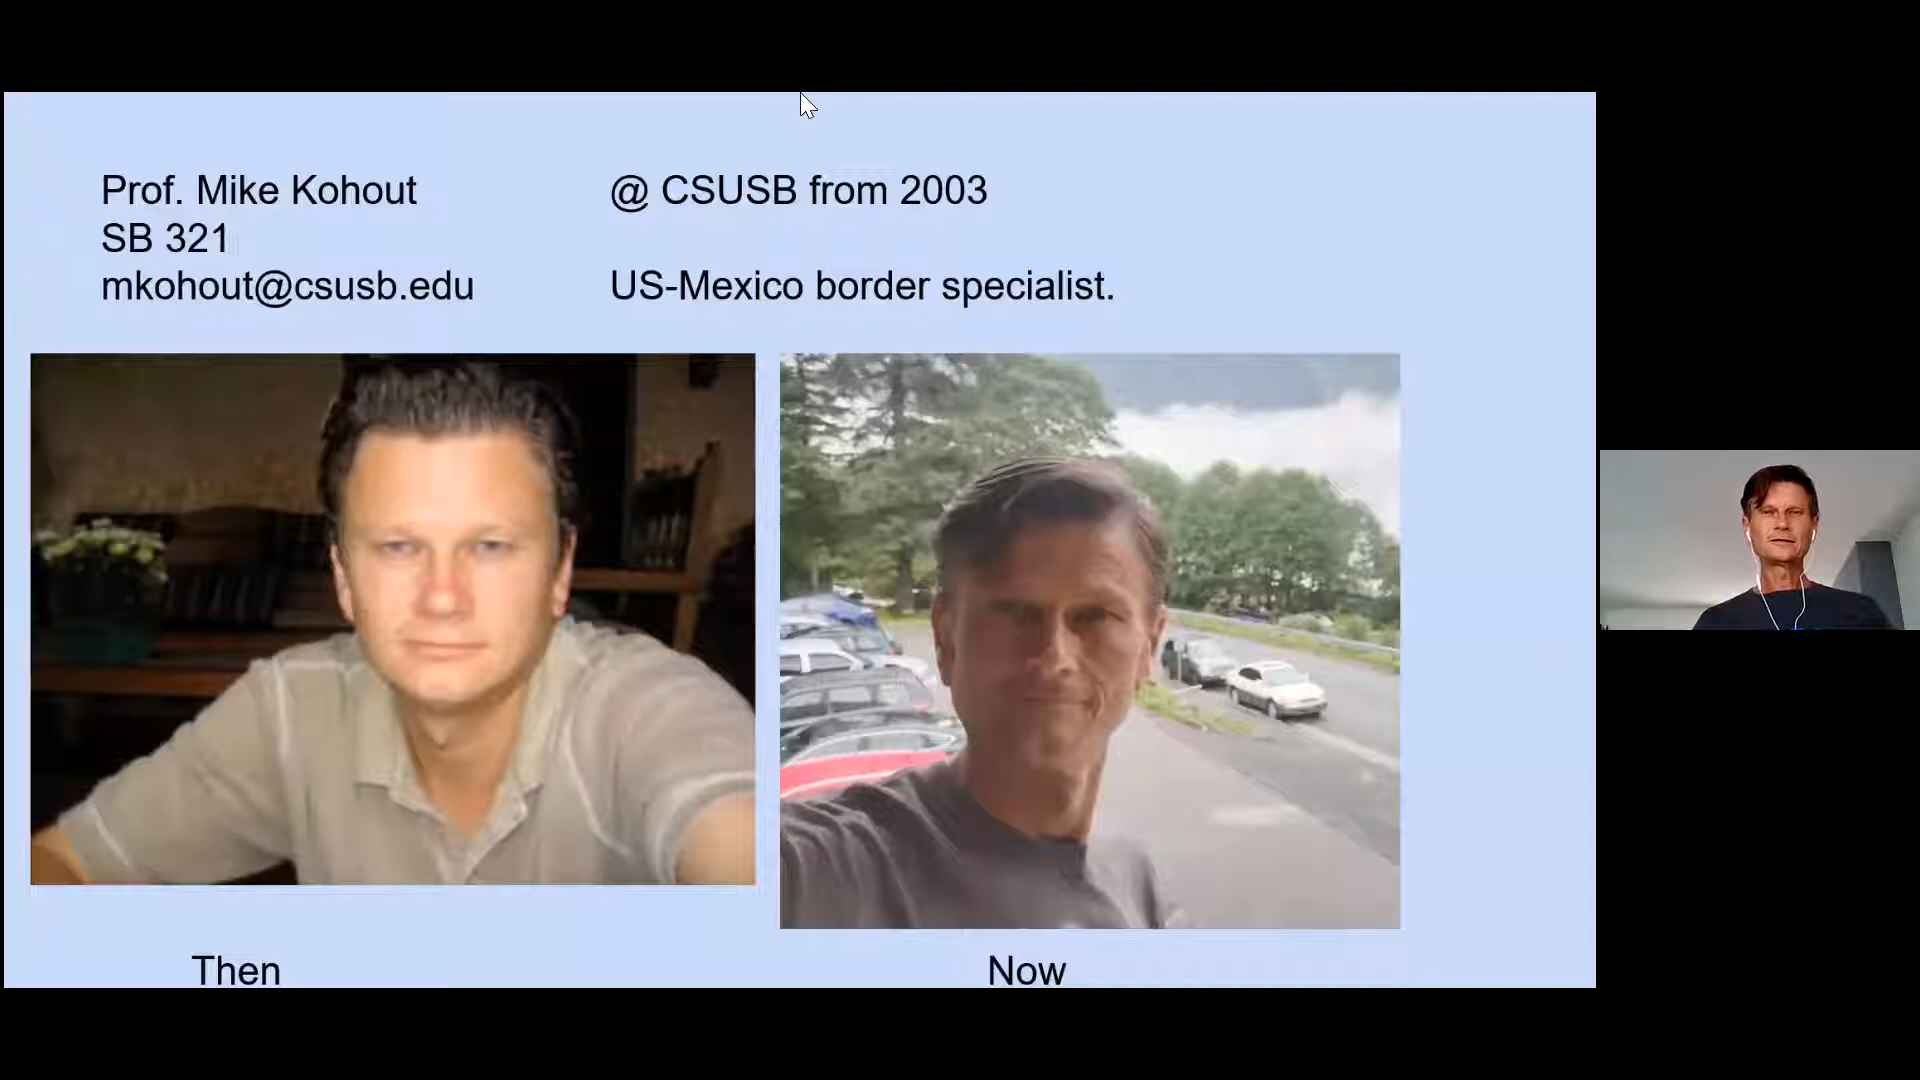 Prof. Mike Kohout
SB 321
mkohout@csusb.edu
@ CSUSB from 2003
US-Mexico border specialist.
Then
Now